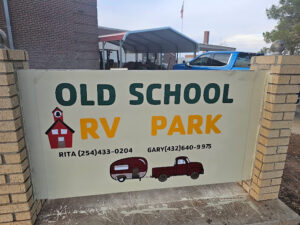 OLD SCHOOL
RV PARK
RITA (254)433-0204 GARY(432)640-9975